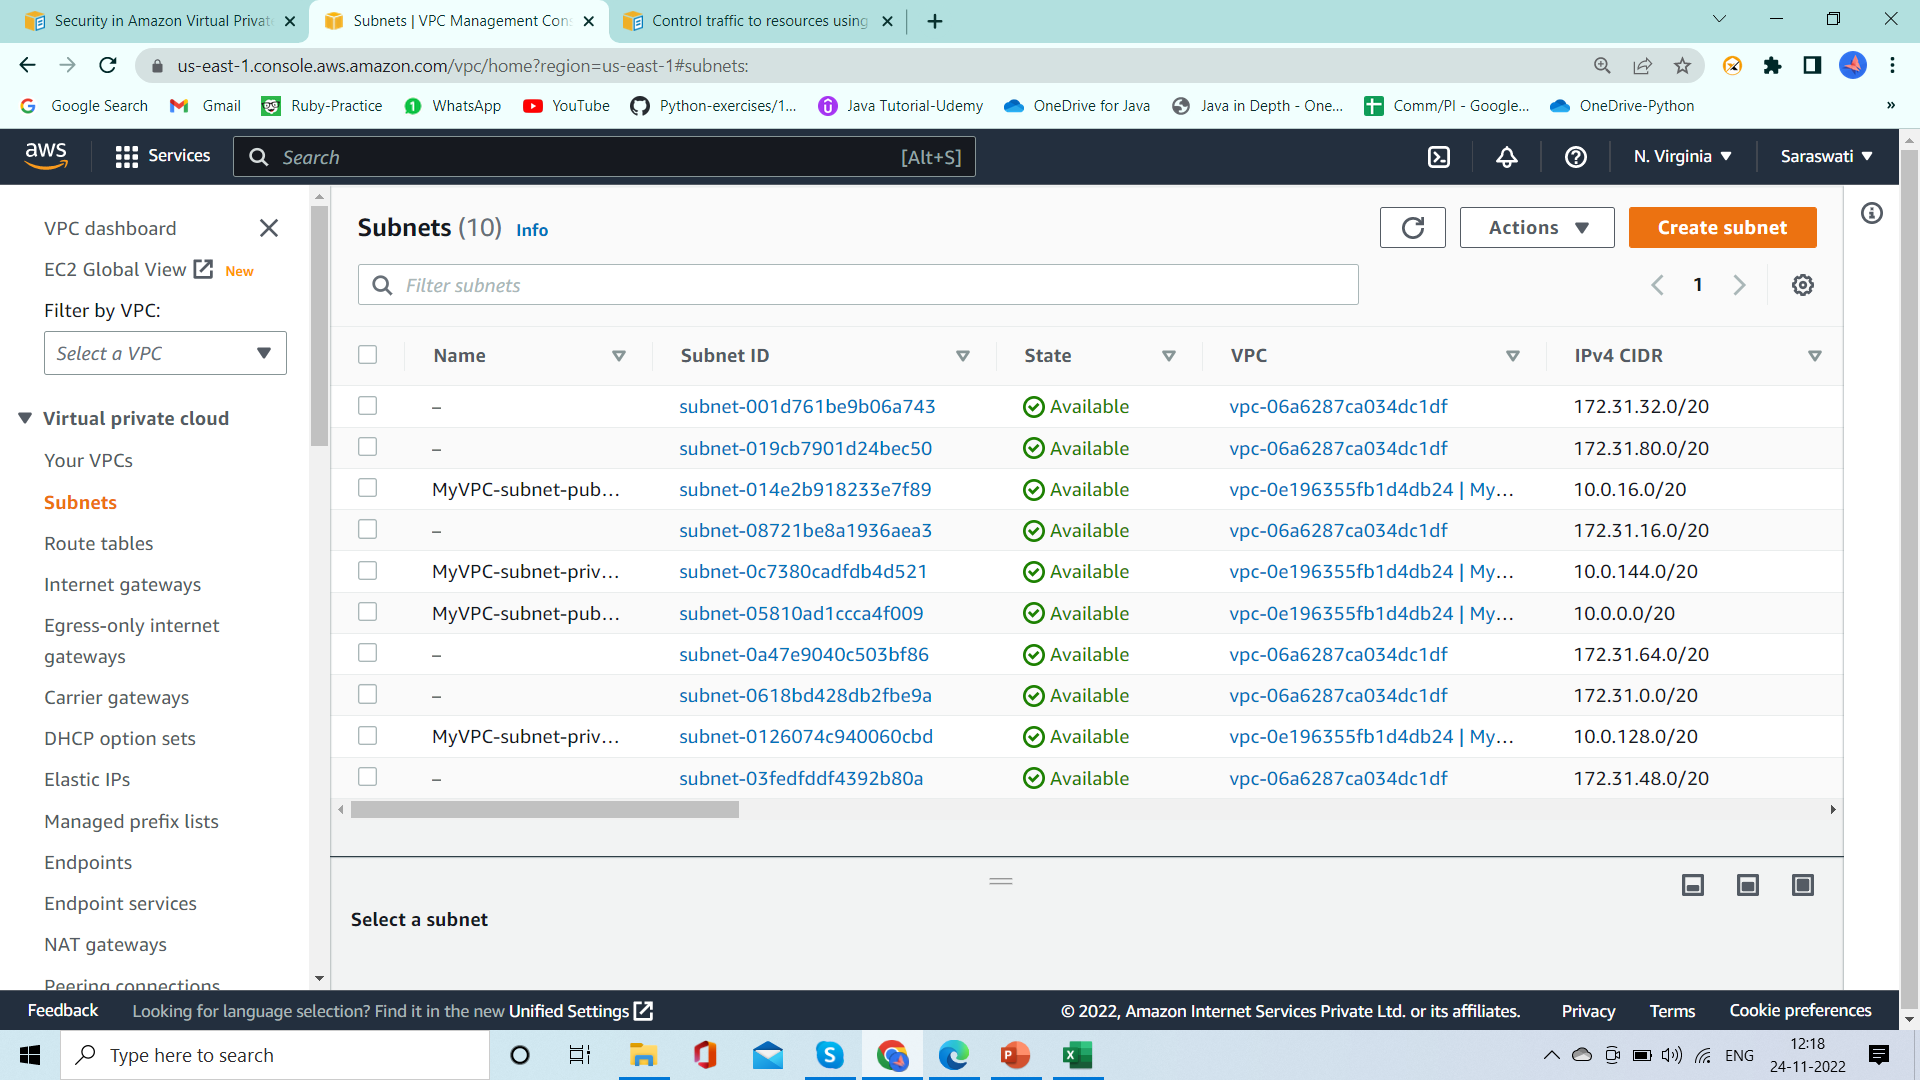 Security in Amazon Virtual Privat
Subnets | VPC Management Con
Control traffic to resources using
us-east-1.console.aws.amazon.com/vpc/home?region=us-east-1#subnets:
Google Search
Gmail
Ruby-Practice
WhatsApp
YouTube
Python-exercises/1...
Java Tutorial-Udemy
OneDrive for Java
Java in Depth - One...
Comm/PI - Google...
OneDrive-Python
»
aws
Services
Search
[Alt+S]
N. Virginia
Saraswati
VPC dashboard
EC2 Global View
New
Filter by VPC:
Select a VPC
Virtual private cloud
Your VPCs
Subnets
Route tables
Internet gateways
Egress-only internet
gateways
Carrier gateways
DHCP option sets
Elastic IPs
Managed prefix lists
Endpoints
Endpoint services
NAT gateways
Peering connections
Subnets (10) Info
Actions
Create subnet
Filter subnets
1
Name Subnet ID State VPC IPv4 CIDR
– subnet-001d761be9b06a743 Available vpc-06a6287ca034dc1df 172.31.32.0/20
– subnet-019cb7901d24bec50 Available vpc-06a6287ca034dc1df 172.31.80.0/20
MyVPC-subnet-pub... subnet-014e2b918233e7f89 Available vpc-0e196355fb1d4db24 | My... 10.0.16.0/20
– subnet-08721be8a1936aea3 Available vpc-06a6287ca034dc1df 172.31.16.0/20
MyVPC-subnet-priv... subnet-0c7380cadfdb4d521 Available vpc-0e196355fb1d4db24 | My... 10.0.144.0/20
MyVPC-subnet-pub... subnet-05810ad1ccca4f009 Available vpc-0e196355fb1d4db24 | My... 10.0.0.0/20
– subnet-0a47e9040c503bf86 Available vpc-06a6287ca034dc1df 172.31.64.0/20
– subnet-0618bd428db2fbe9a Available vpc-06a6287ca034dc1df 172.31.0.0/20
MyVPC-subnet-priv... subnet-0126074c940060cbd Available vpc-0e196355fb1d4db24 | My... 10.0.128.0/20
– subnet-03fedfddf4392b80a Available vpc-06a6287ca034dc1df 172.31.48.0/20
Select a subnet
Feedback
Looking for language selection? Find it in the new Unified Settings
© 2022, Amazon Internet Services Private Ltd. or its affiliates.
Privacy
Terms
Cookie preferences
Type here to search
ENG
12:18
24-11-2022